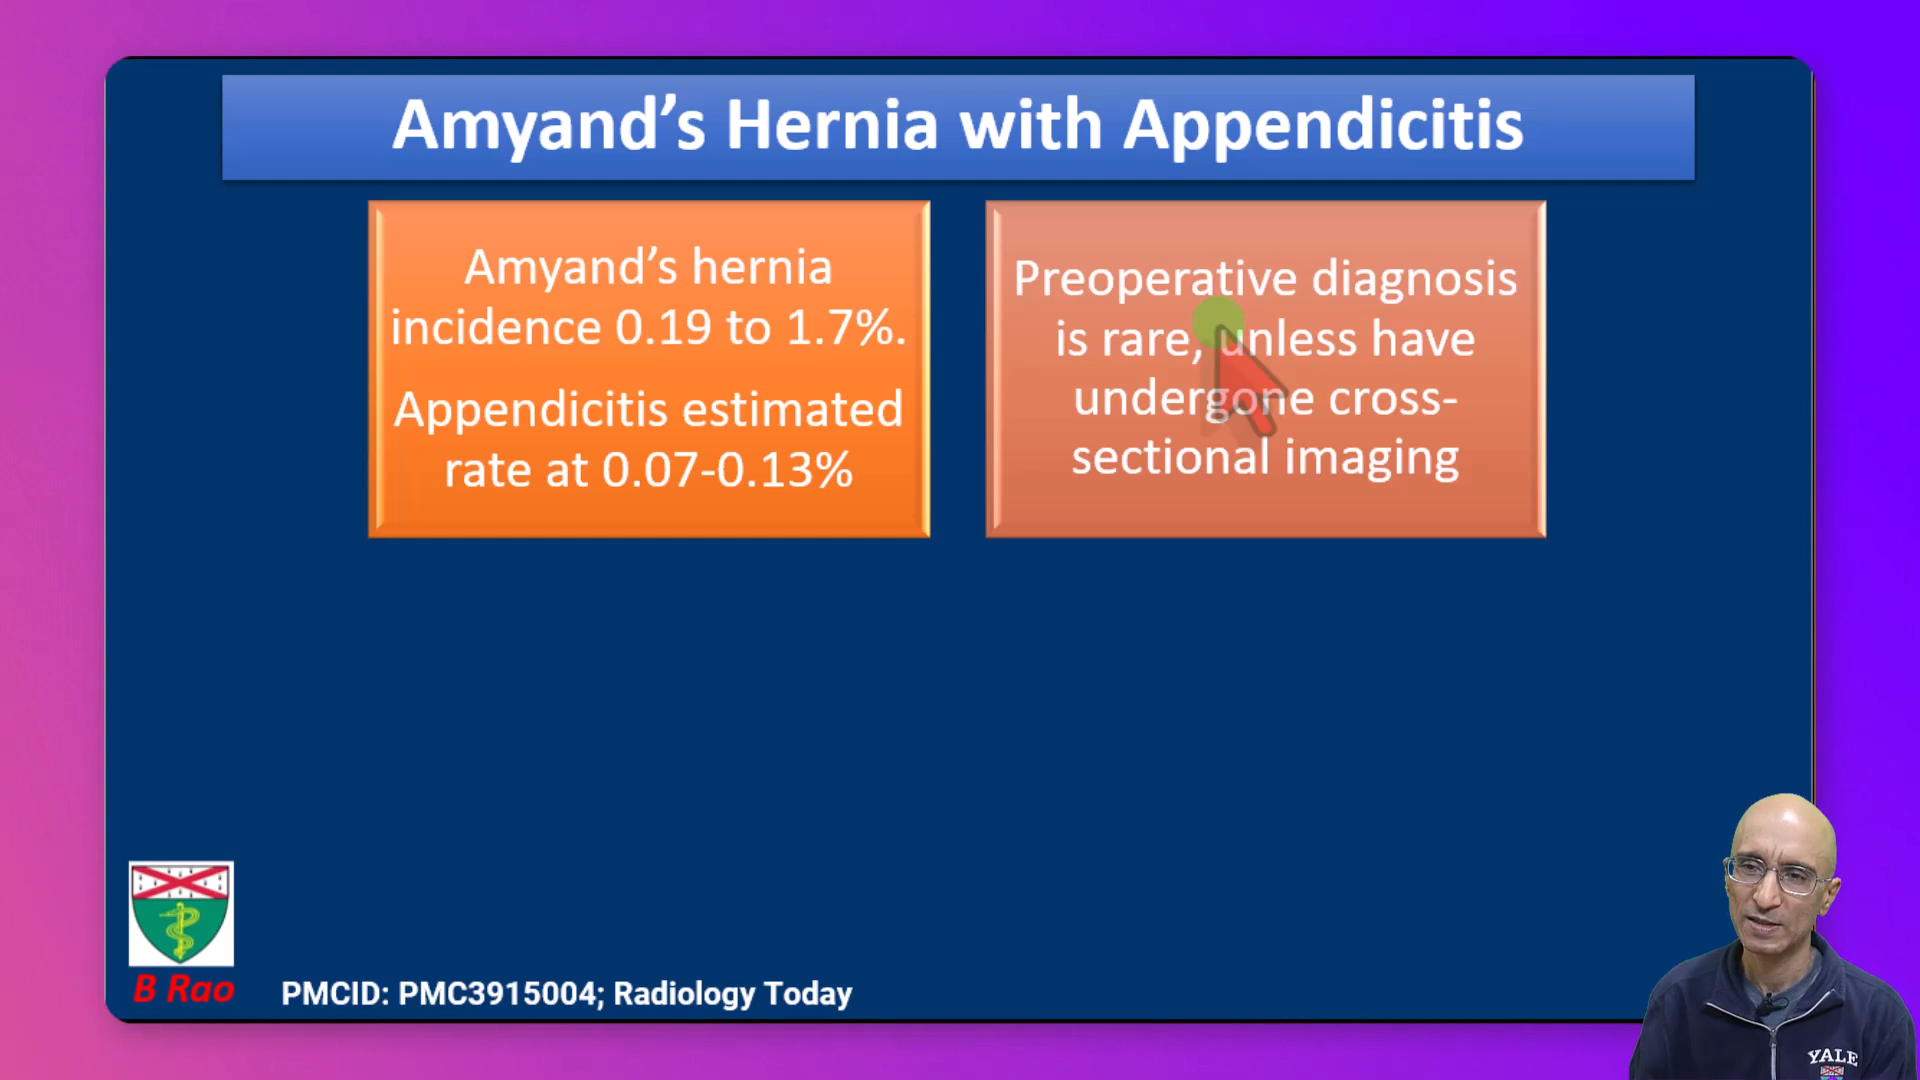 Amyand’s Hernia with Appendicitis
Amyand’s hernia
incidence 0.19 to 1.7%.
Appendicitis estimated
rate at 0.07-0.13%
Preoperative diagnosis
is rare, unless have
undergone cross-
sectional imaging
B Rao
PMCID: PMC3915004; Radiology Today
YALE